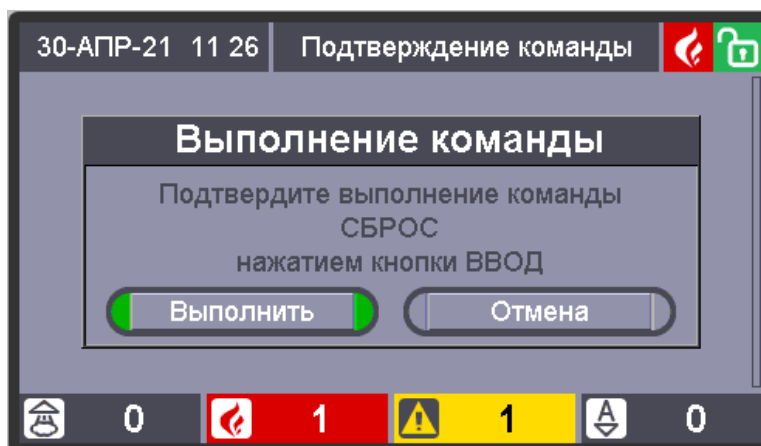 30-АПР-21 11 26 Подтверждение команды
Выполнение команды
Подтвердите выполнение команды
СБРОС
нажатием кнопки ВВОД
Выполнить Отмена
0 1 1 A 0